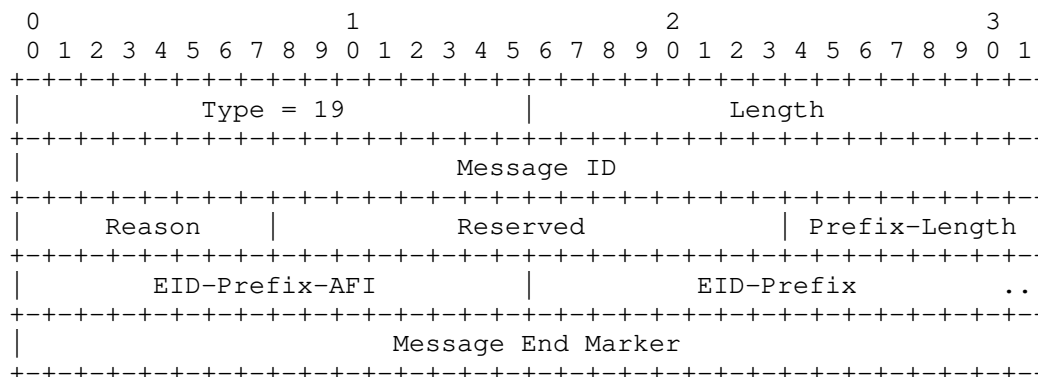 0                   1                   2                   3
 0 1 2 3 4 5 6 7 8 9 0 1 2 3 4 5 6 7 8 9 0 1 2 3 4 5 6 7 8 9 0 1
+-+-+-+-+-+-+-+-+-+-+-+-+-+-+-+-+-+-+-+-+-+-+-+-+-+-+-+-+-+-+-+--
|           Type = 19           |            Length
+-+-+-+-+-+-+-+-+-+-+-+-+-+-+-+-+-+-+-+-+-+-+-+-+-+-+-+-+-+-+-+--
|                           Message ID
+-+-+-+-+-+-+-+-+-+-+-+-+-+-+-+-+-+-+-+-+-+-+-+-+-+-+-+-+-+-+-+--
|     Reason    |           Reserved            | Prefix-Length
+-+-+-+-+-+-+-+-+-+-+-+-+-+-+-+-+-+-+-+-+-+-+-+-+-+-+-+-+-+-+-+--
|        EID-Prefix-AFI         |          EID-Prefix         ..
+-+-+-+-+-+-+-+-+-+-+-+-+-+-+-+-+-+-+-+-+-+-+-+-+-+-+-+-+-+-+-+--
|                       Message End Marker
+-+-+-+-+-+-+-+-+-+-+-+-+-+-+-+-+-+-+-+-+-+-+-+-+-+-+-+-+-+-+-+--